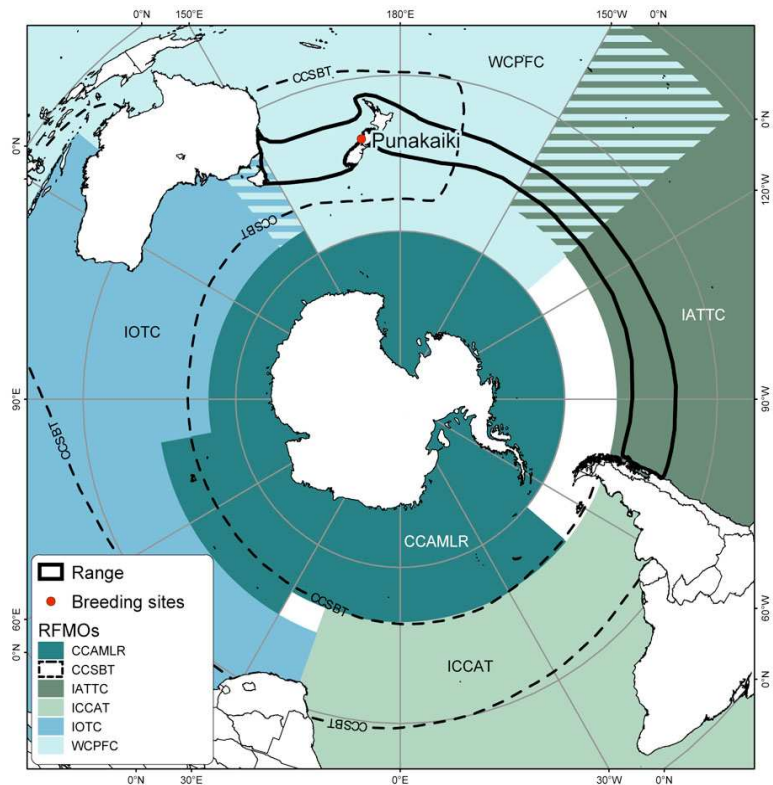 0°N 150°E 180°E 150°W 0°N
WCPFC
CCSBT
0°N
0°N
Punakaiki
120°W
CCSBT
IATTC
IOTC
90°E
90°W
CCSBT
CCAMLR
Range
Breeding sites
CCSBT
RFMOs
60°E
60°W
CCAMLR
0°N
CCSBT
ICCAT
0°N
IATTC
ICCAT
IOTC
CCSBT
WCPFC
0°N 30°E 0°E 30°W 0°N